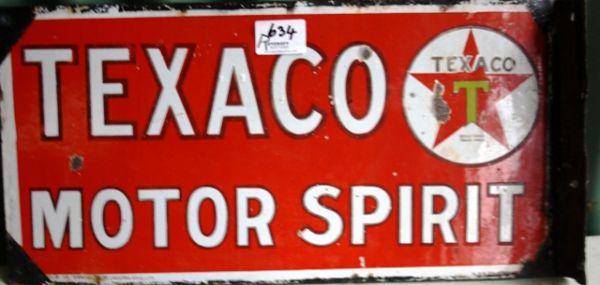 634
TEXACO
TEXACO
T
MOTOR SPIRIT